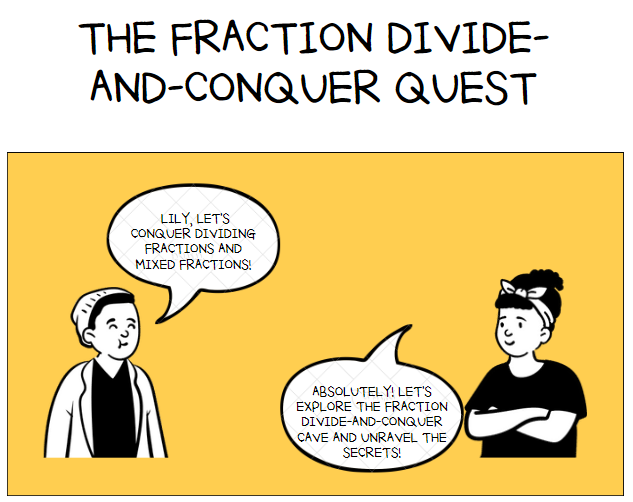 THE FRACTION DIVIDE-
AND-CONQUER QUEST
LILY, LET'S
CONQUER DIVIDING
FRACTIONS AND
MIXED FRACTIONS!
ABSOLUTELY! LET'S
EXPLORE THE FRACTION
DIVIDE-AND-CONQUER
CAVE AND UNRAVEL THE
SECRETS!